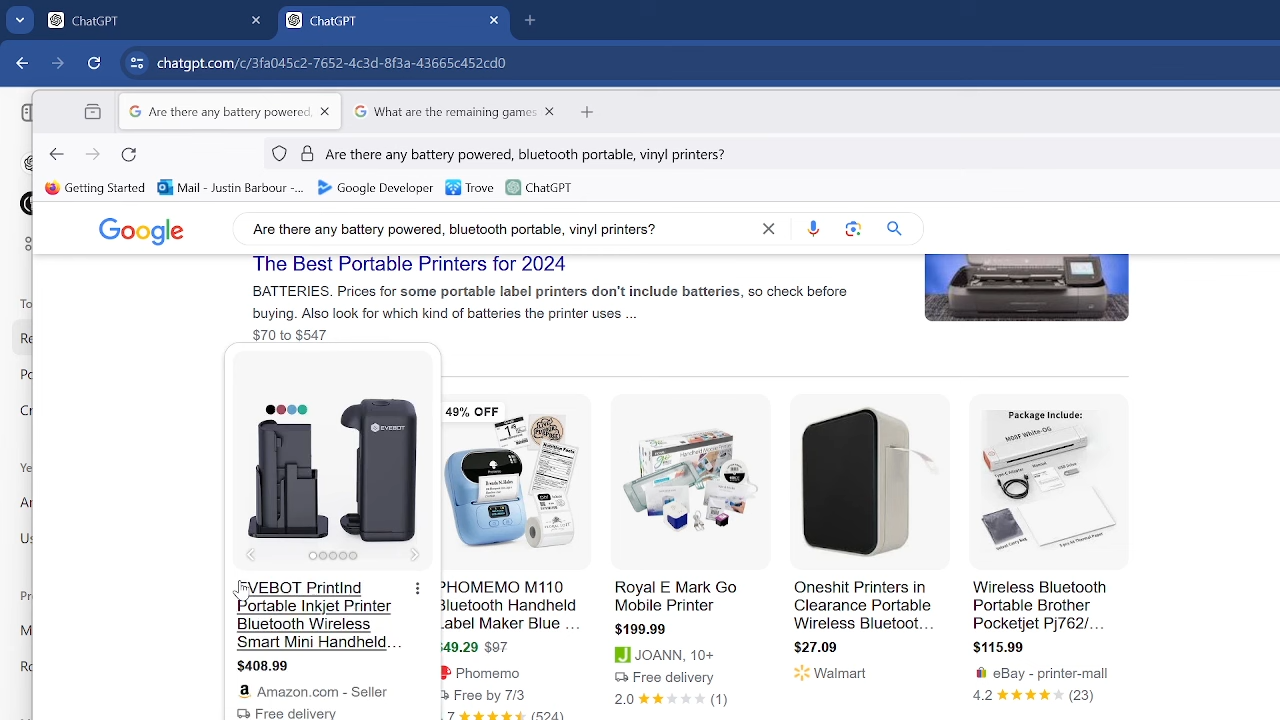 ChatGPT
ChatGPT
chatgpt.com/c/3fa045c2-7652-4c3d-8f3a-43665c452cd0
Are there any battery powered,
What are the remaining games
Are there any battery powered, bluetooth portable, vinyl printers?
Getting Started
Mail - Justin Barbour -...
Google Developer
Trove
ChatGPT
Google
Are there any battery powered, bluetooth portable, vinyl printers?
The Best Portable Printers for 2024
BATTERIES. Prices for some portable label printers don't include batteries, so check before
buying. Also look for which kind of batteries the printer uses ...
$70 to $547
EVEBOT
EVEBOT PrintInd
Portable Inkjet Printer
Bluetooth Wireless
Smart Mini Handheld...
$408.99
Amazon.com - Seller
Free delivery
49% OFF
PHOMEMO M110
Bluetooth Handheld
Label Maker Blue ...
$49.29 $97
Phomemo
Free by 7/3
(524)
Royal E Mark Go
Mobile Printer
$199.99
JOANN, 10+
Free delivery
2.0 (1)
Oneshit Printers in
Clearance Portable
Wireless Bluetoot...
$27.09
Walmart
Package Include:
M08F White-OG
Wireless Bluetooth
Portable Brother
Pocketjet Pj762/...
$115.99
eBay - printer-mall
4.2 (23)